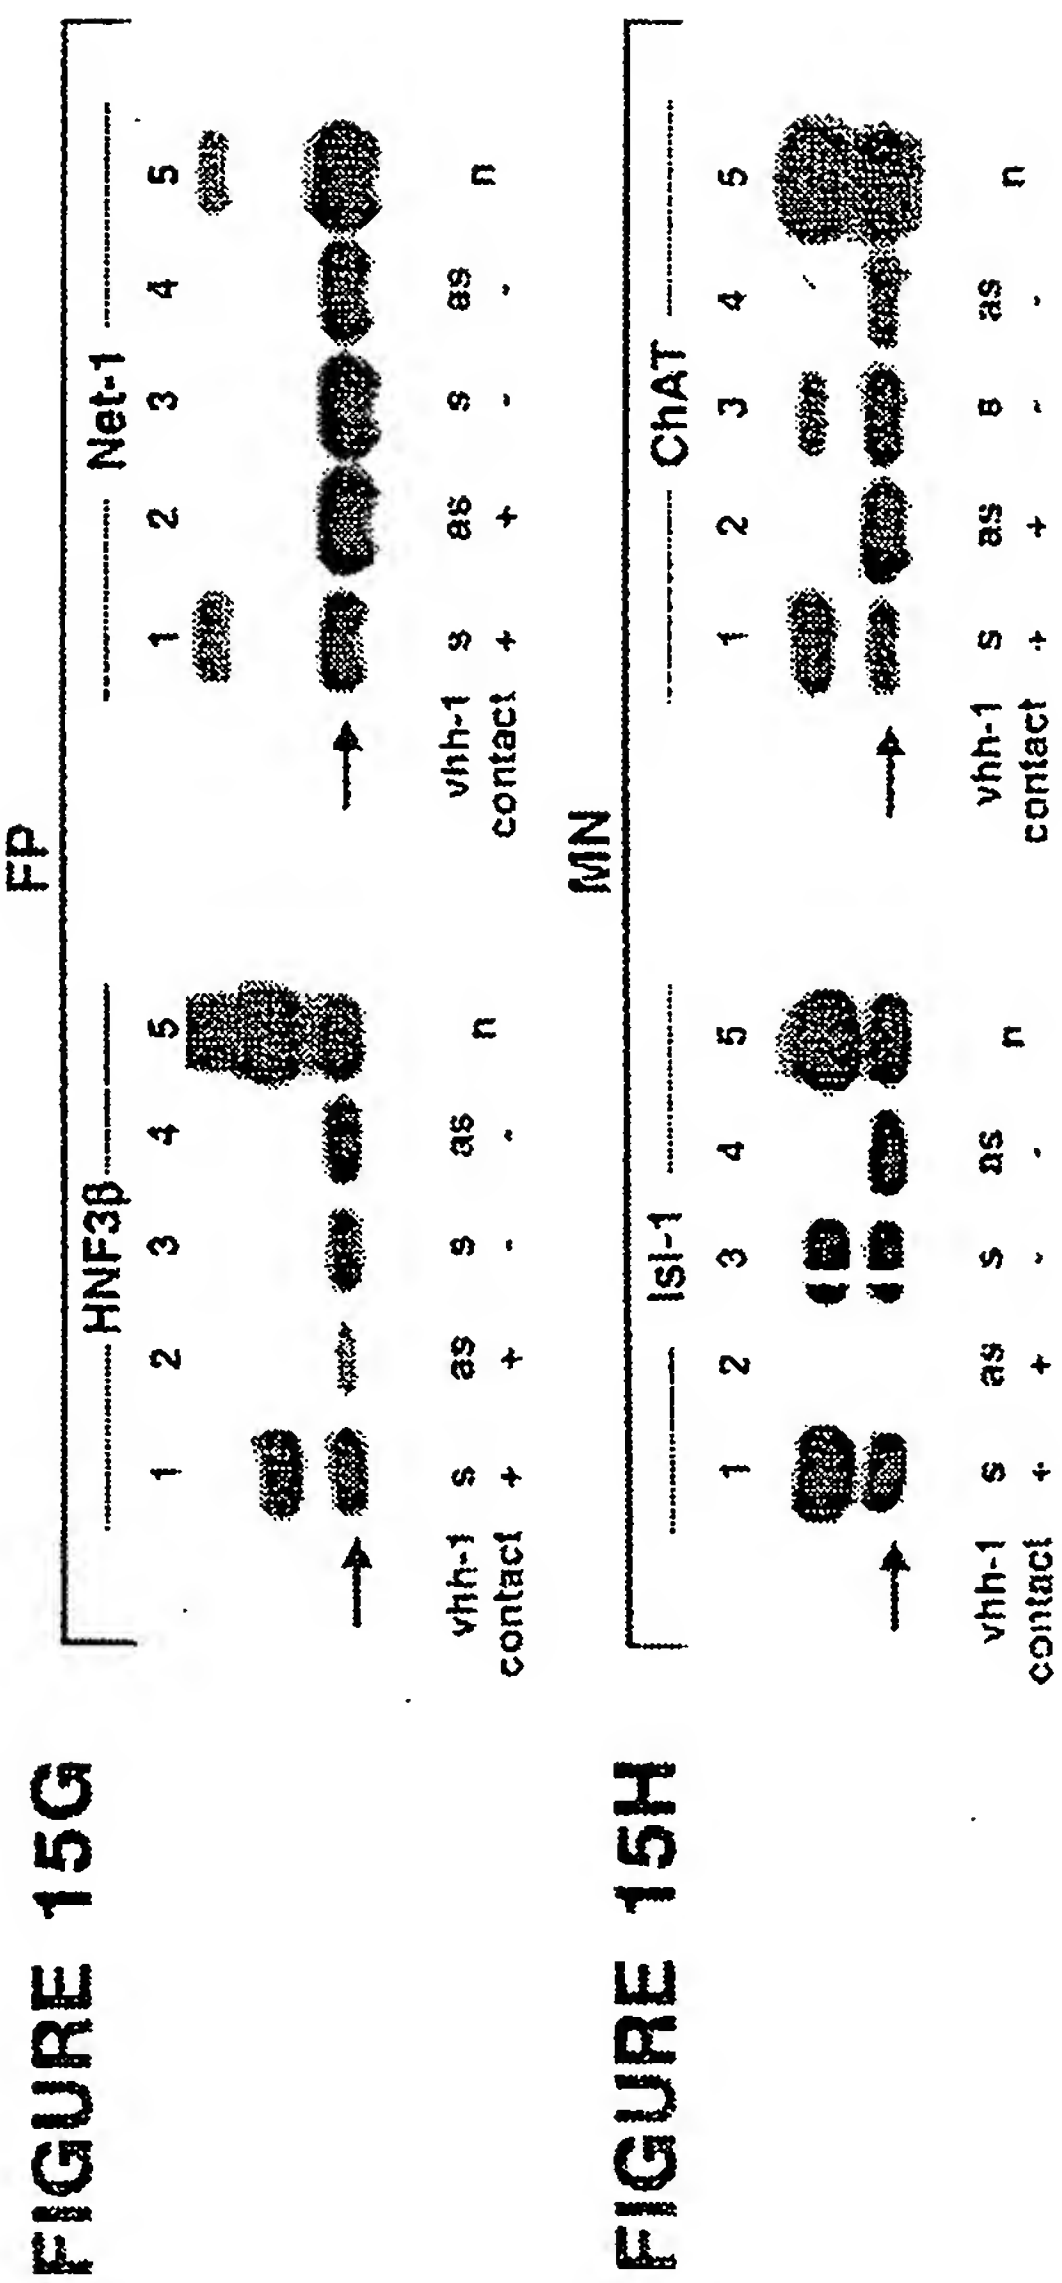 FIGURE 15G
FP
HNF3β
Net-1
1 2 3 4 5
1 2 3 4 5
vhh-1 s as s as n
contact + + - -
vhh-1 s as s as n
contact + + - -
FIGURE 15H
MN
Isl-1
ChAT
1 2 3 4 5
1 2 3 4 5
vhh-1 s as s as n
contact + + - -
vhh-1 s as s as n
contact + + - -